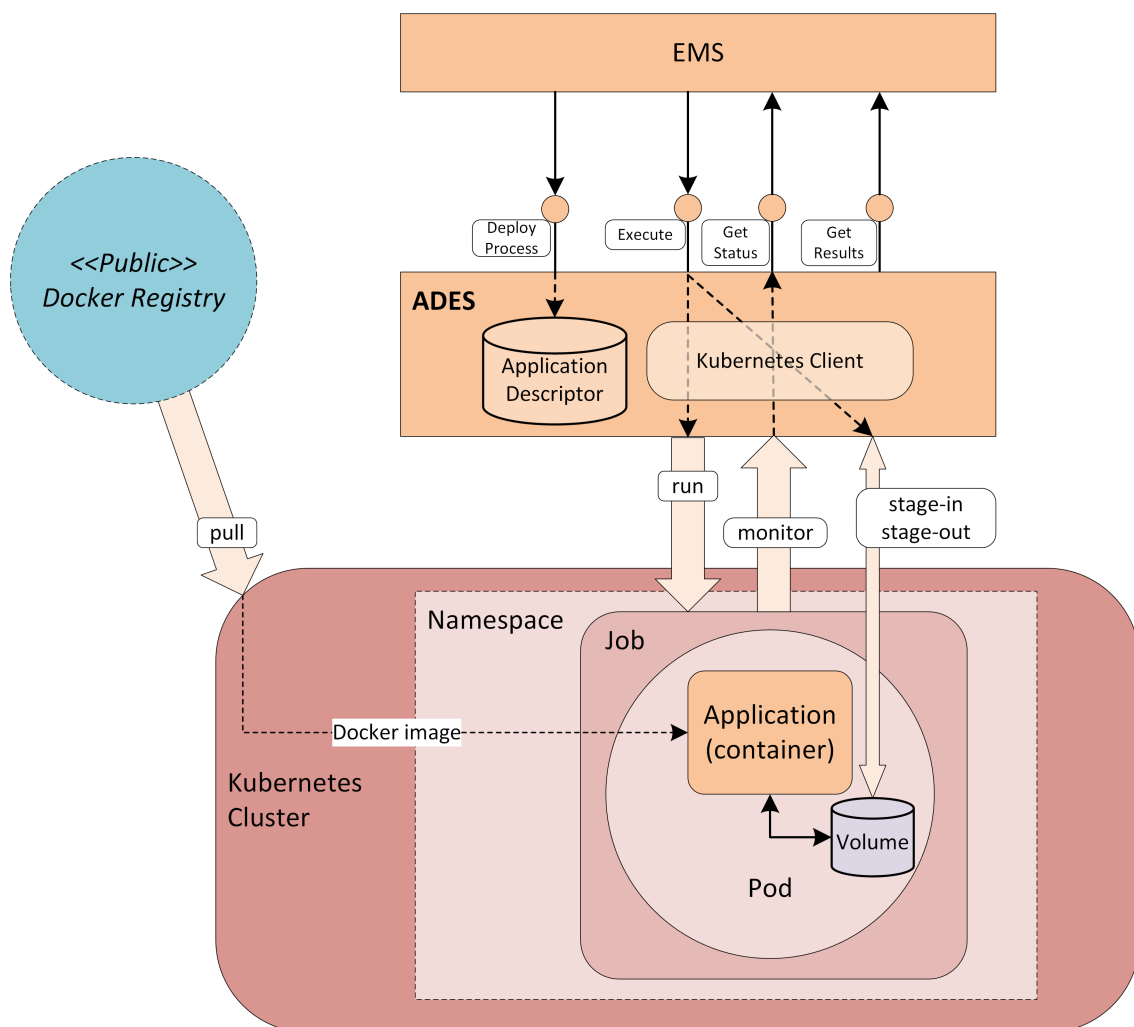 EMS
Deploy
Process
Execute
Get
Status
Get
Results
<<Public>>
Docker Registry
ADES
Application
Descriptor
Kubernetes Client
pull
run
monitor
stage-in
stage-out
Namespace
Job
Application
(container)
Docker image
Kubernetes
Cluster
Volume
Pod